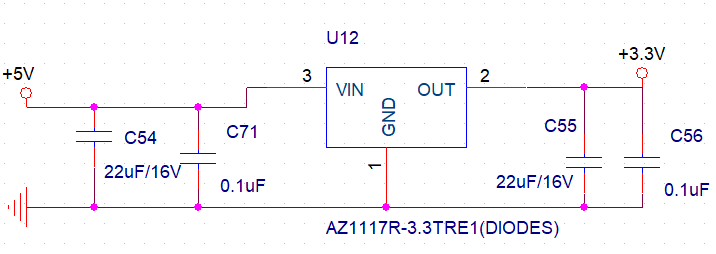 U12
+5V
+3.3V
3
VIN
OUT
2
GND
C54
C71
C55
C56
1
22uF/16V
0.1uF
22uF/16V
0.1uF
AZ1117R-3.3TRE1(DIODES)